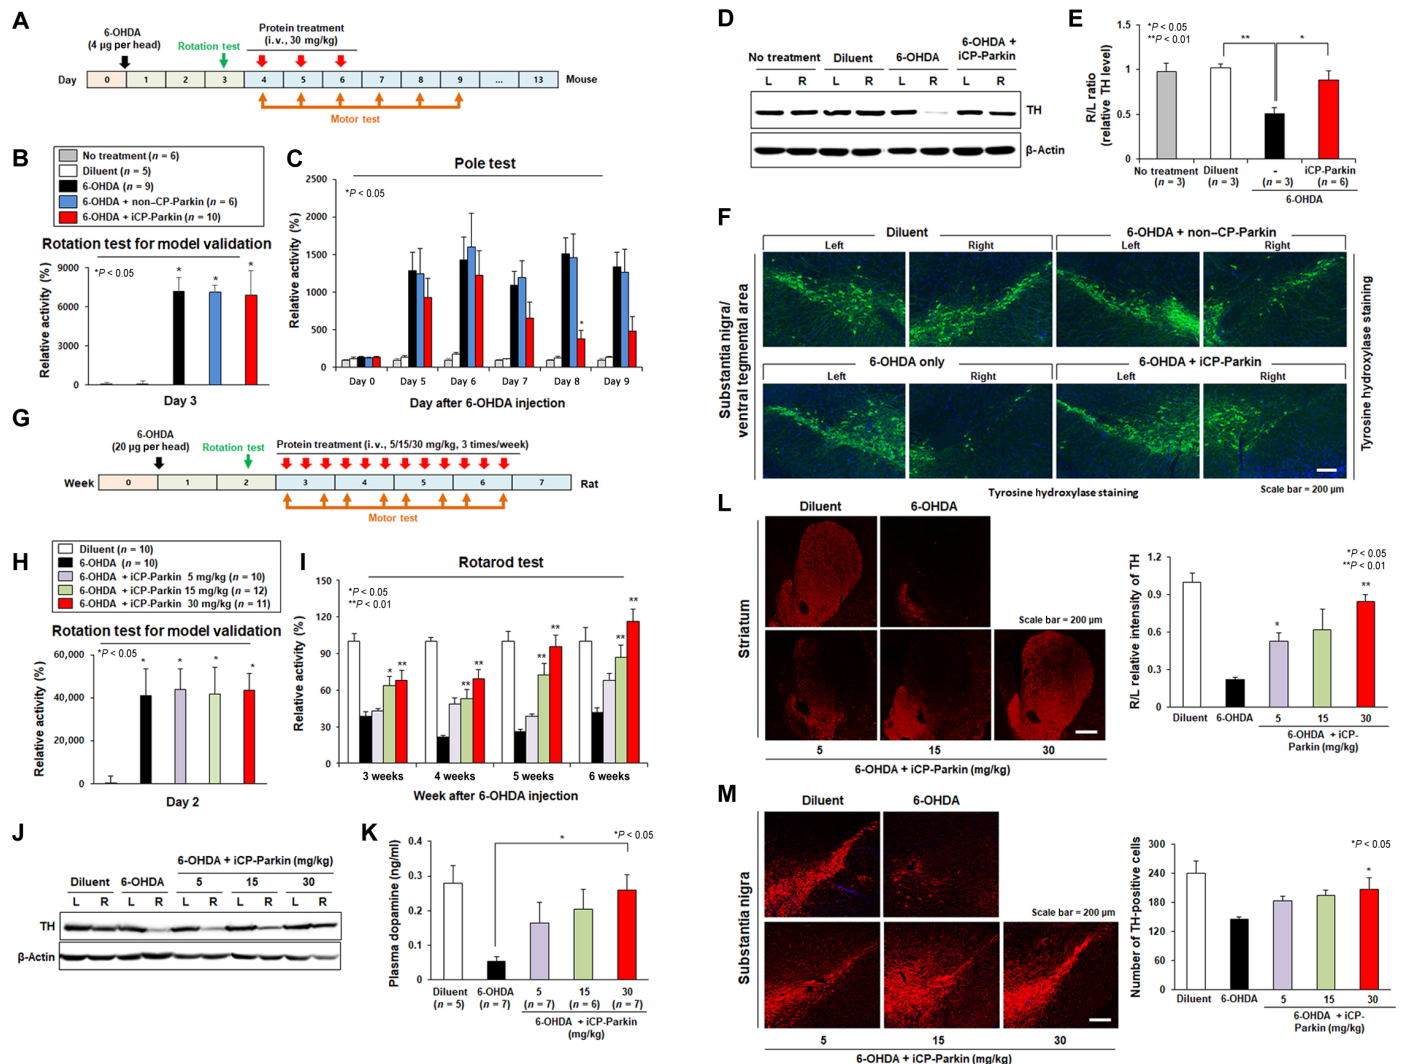 A
6-OHDA
(4 µg per head)
Rotation test
Protein treatment
(i.v., 30 mg/kg)
Day
0
1
2
3
4
5
6
7
8
9
...
13
Mouse
Motor test
B
No treatment (n = 6)
Diluent (n = 5)
6-OHDA (n = 9)
6-OHDA + non–CP-Parkin (n = 6)
6-OHDA + iCP-Parkin (n = 10)
Rotation test for model validation
*P < 0.05
Relative activity (%)
9000
6000
3000
0
* * *
Day 3
C
Pole test
*P < 0.05
Relative activity (%)
2500
2000
1500
1000
500
0
*
Day 0 Day 5 Day 6 Day 7 Day 8 Day 9
Day after 6-OHDA injection
D
No treatment Diluent 6-OHDA 6-OHDA +
iCP-Parkin
L R L R L R L R
TH
β-Actin
E
*P < 0.05
**P < 0.01
** *
R/L ratio
(relative TH level)
1.5
1
0.5
0
No treatment Diluent - iCP-Parkin
(n = 3) (n = 3) (n = 3) (n = 6)
6-OHDA
F
Diluent
Left Right
6-OHDA + non–CP-Parkin
Left Right
6-OHDA only
Left Right
6-OHDA + iCP-Parkin
Left Right
Substantia nigra/
ventral tegmental area
Tyrosine hydroxylase staining
Tyrosine hydroxylase staining
Scale bar = 200 µm
G
6-OHDA
(20 µg per head)
Rotation test
Protein treatment (i.v., 5/15/30 mg/kg, 3 times/week)
Week
0
1
2
3
4
5
6
7
Rat
Motor test
H
Diluent (n = 10)
6-OHDA (n = 10)
6-OHDA + iCP-Parkin 5 mg/kg (n = 10)
6-OHDA + iCP-Parkin 15 mg/kg (n = 12)
6-OHDA + iCP-Parkin 30 mg/kg (n = 11)
Rotation test for model validation
*P < 0.05
Relative activity (%)
60,000
40,000
20,000
0
* * * *
Day 2
I
Rotarod test
*P < 0.05
**P < 0.01
Relative activity (%)
150
120
90
60
30
0
* ** ** ** ** ** ** **
3 weeks 4 weeks 5 weeks 6 weeks
Week after 6-OHDA injection
J
6-OHDA + iCP-Parkin (mg/kg)
Diluent 6-OHDA 5 15 30
L R L R L R L R L R
TH
β-Actin
K
*P < 0.05
*
Plasma dopamine (ng/ml)
0.4
0.3
0.2
0.1
0
Diluent 6-OHDA 5 15 30
(n = 5) (n = 7) (n = 7) (n = 6) (n = 7)
6-OHDA + iCP-Parkin
(mg/kg)
L
Diluent 6-OHDA
Striatum
Scale bar = 200 µm
5 15 30
6-OHDA + iCP-Parkin (mg/kg)
*P < 0.05
**P < 0.01
R/L relative intensity of TH
1.2
0.9
0.6
0.3
0
* **
Diluent 6-OHDA 5 15 30
6-OHDA + iCP-
Parkin (mg/kg)
M
Diluent 6-OHDA
Substantia nigra
Scale bar = 200 µm
5 15 30
6-OHDA + iCP-Parkin (mg/kg)
*P < 0.05
Number of TH-positive cells
300
240
180
120
60
0
*
Diluent 6-OHDA 5 15 30
6-OHDA + iCP-
Parkin (mg/kg)